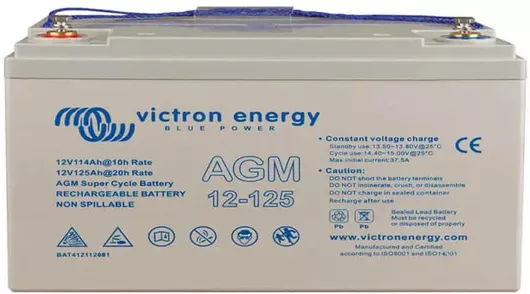 victron energy
BLUE POWER
12V114Ah@10h Rate
12V125Ah@20h Rate
AGM Super Cycle Battery
RECHARGEABLE BATTERY
NON SPILLABLE
BAT412112081
AGM
12-125
• Constant voltage charge
Standby use:13.50~13.80V@25°C
Cycle use:14.40~15.00V@25°C
Maximum initial current:37.5A
CE
• Caution:
DO NOT short the battery terminals
DO NOT incinerate, crush, or disassemble
DO NOT charge in sealed container
Recharge after use
Pb
Pb
Sealed Lead Battery
Must be recycled
or disposed of properly
www.victronenergy.com
Manufactured and Certified
according to ISO9001 and ISO14001